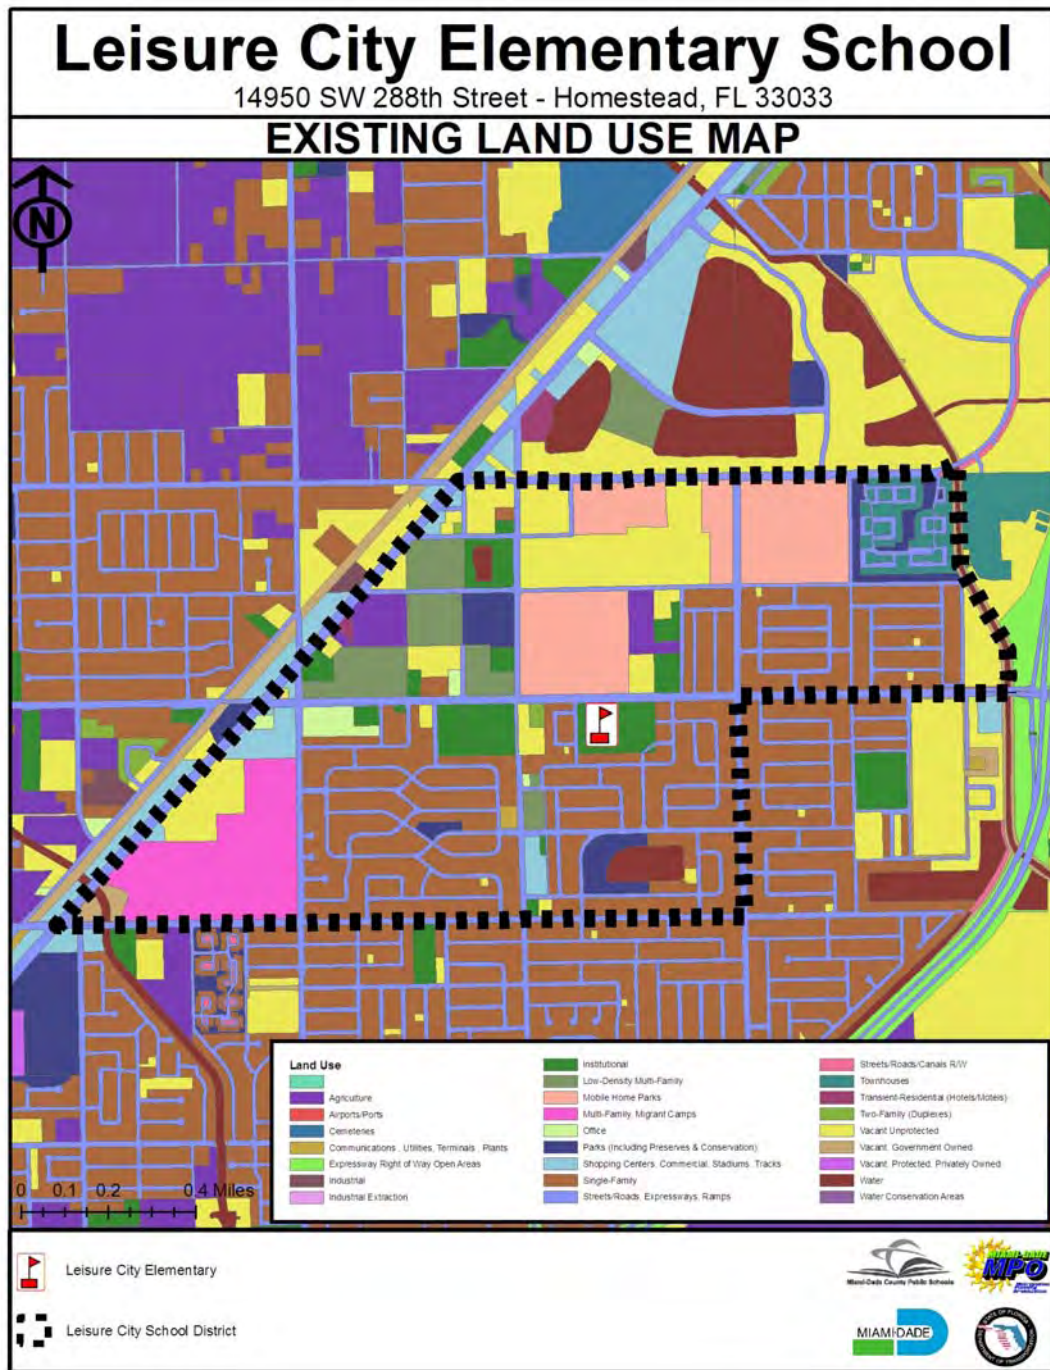 Leisure City Elementary School
14950 SW 288th Street - Homestead, FL 33033
EXISTING LAND USE MAP
N
Land Use
Agriculture
Airports/Ports
Cemeteries
Communications, Utilities, Terminals, Plants
Expressway Right of Way Open Areas
Industrial
Industrial Extraction
Institutional
Low-Density Multi-Family
Mobile Home Parks
Multi-Family, Migrant Camps
Office
Parks (Including Preserves & Conservation)
Shopping Centers, Commercial, Stadiums, Tracks
Single-Family
Streets/Roads, Expressways, Ramps
Streets/Roads/Canals R/W
Townhouses
Transient-Residential (Hotels/Motels)
Two-Family (Duplexes)
Vacant Unprotected
Vacant, Government Owned
Vacant, Protected, Privately Owned
Water
Water Conservation Areas
0 0.1 0.2 0.4 Miles
Leisure City Elementary
Leisure City School District
Miami-Dade County Public Schools
MIAMI-DADE
MPO
MIAMI-DADE